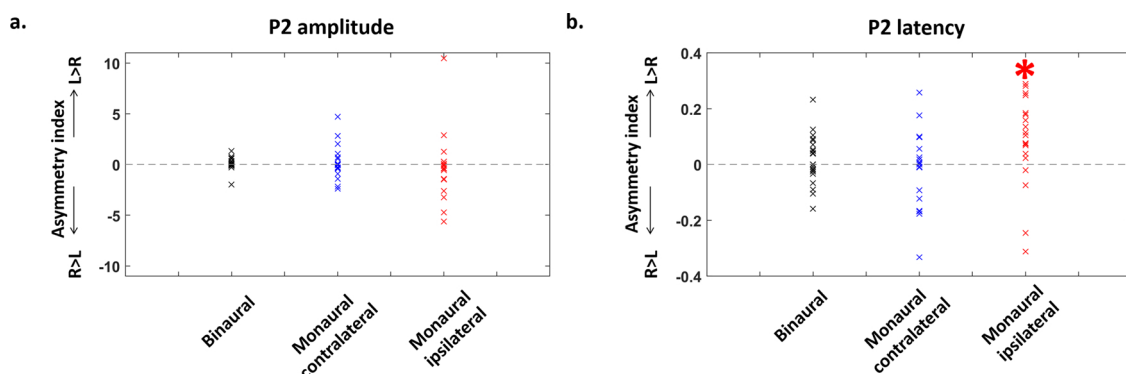 a.
P2 amplitude
Asymmetry index
L>R
R>L
10
5
0
-5
-10
Binaural
Monaural
contralateral
Monaural
ipsilateral
b.
P2 latency
Asymmetry index
L>R
R>L
0.4
0.2
0
-0.2
-0.4
*
Binaural
Monaural
contralateral
Monaural
ipsilateral